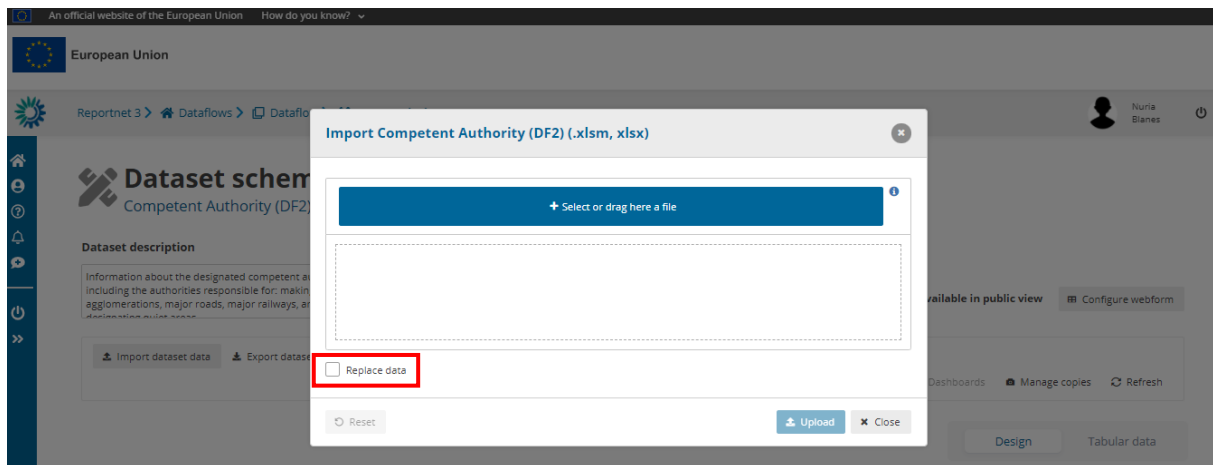 An official website of the European Union How do you know?
European Union
Reportnet 3 Dataflows Dataflo
Nuria
Blanes
Import Competent Authority (DF2) (.xlsm, xlsx)
Dataset schem
Competent Authority (DF2)
+ Select or drag here a file
Dataset description
Information about the designated competent au
including the authorities responsible for: makin
agglomerations, major roads, major railways, an
designating quiet areas
vailable in public view Configure webform
Import dataset data Export datase
Replace data
Dashboards Manage copies Refresh
Reset Upload Close
Design Tabular data